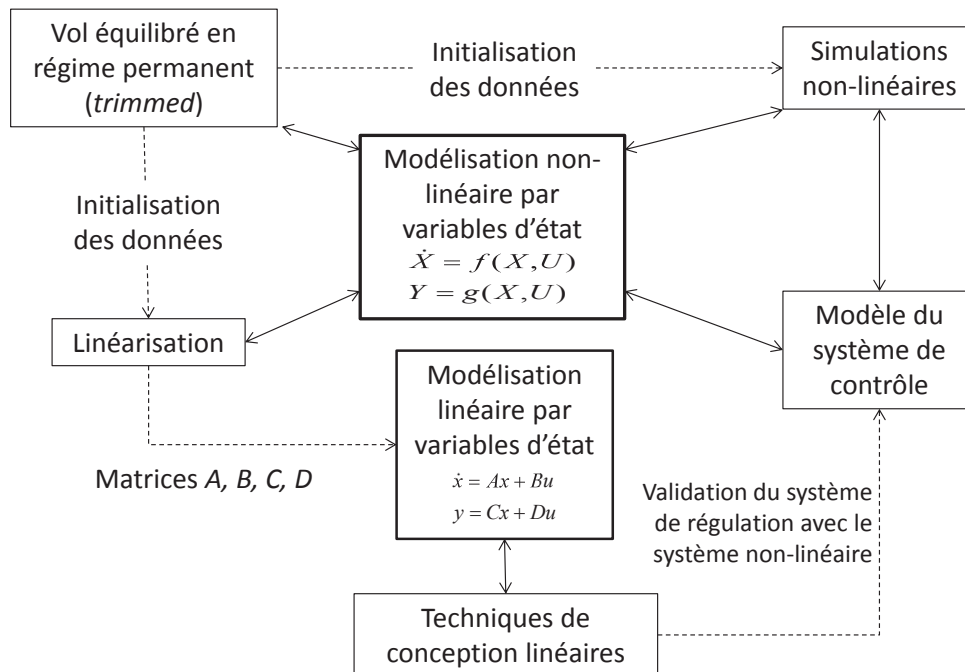 Vol équilibré en
régime permanent
(trimmed)
Initialisation
des données
Simulations
non-linéaires
Modélisation non-
linéaire par
variables d'état
Ẋ = f(X,U)
Y = g(X,U)
Initialisation
des données
Linéarisation
Modèle du
système de
contrôle
Modélisation
linéaire par
variables d'état
ẋ = Ax + Bu
y = Cx + Du
Matrices A, B, C, D
Validation du système
de régulation avec le
système non-linéaire
Techniques de
conception linéaires